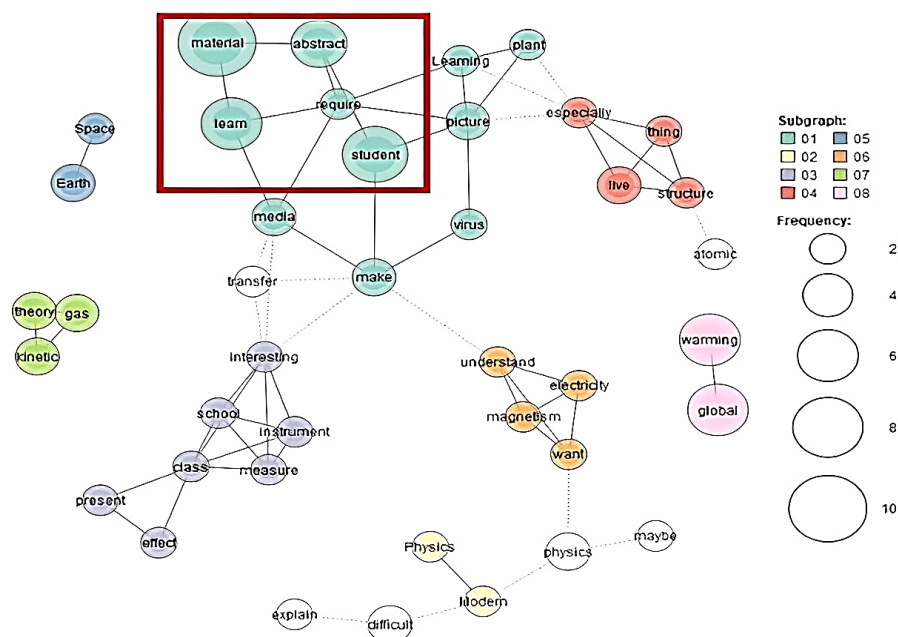 material
abstract
Learning
plant
require
learn
picture
especially
thing
Space
student
Earth
live
structure
media
virus
atomic
transfer
make
theory
gas
kinetic
interesting
understand
electricity
warming
school
instrument
magnetism
global
class
measure
want
present
effect
Physics
physics
maybe
Modern
explain
difficult
Subgraph:
01 05
02 06
03 07
04 08
Frequency:
2
4
6
8
10